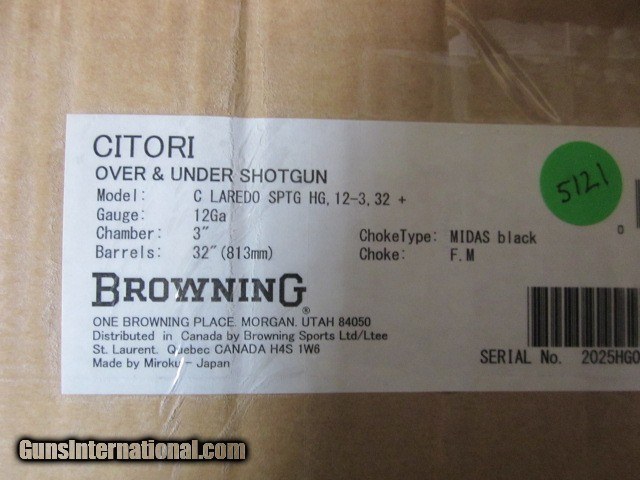 CITORI
OVER & UNDER SHOTGUN
Model: C LAREDO SPTG HG, 12-3, 32 +
Gauge: 12Ga
Chamber: 3"
Barrels: 32"(813mm)
ChokeType: MIDAS black
Choke: F.M
5121
BROWNING®
ONE BROWNING PLACE. MORGAN, UTAH 84050
Distributed in Canada by Browning Sports Ltd/Ltee
St. Laurent. Quebec CANADA H4S 1W6
Made by Miroku - Japan
SERIAL No. 2025HG0
GunsInternational.com